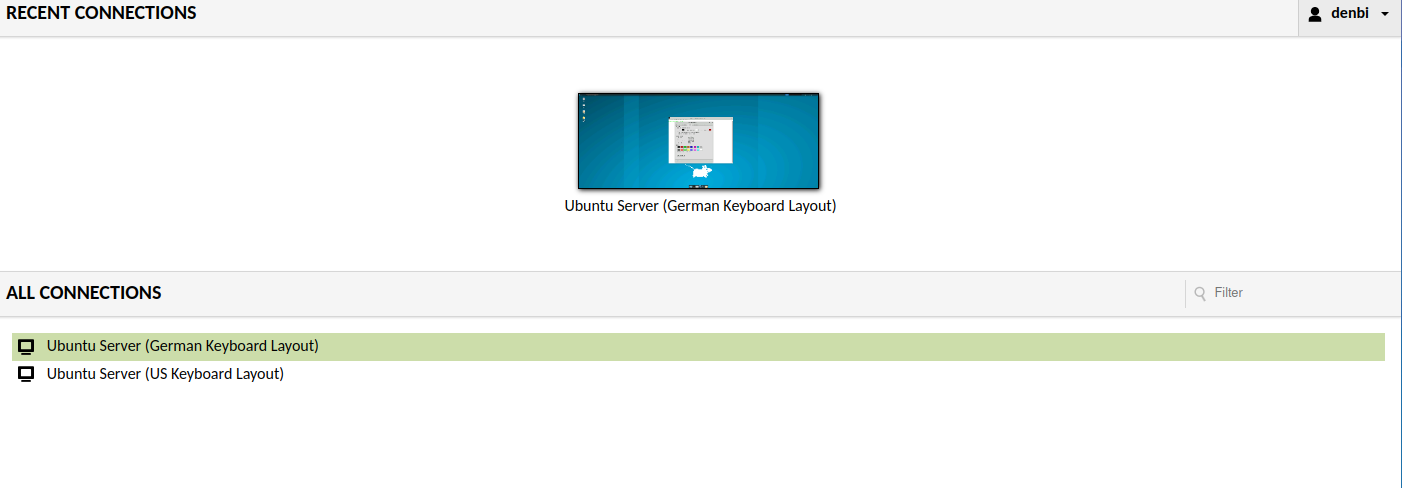 RECENT CONNECTIONS
denbi
Ubuntu Server (German Keyboard Layout)
ALL CONNECTIONS
Filter
Ubuntu Server (German Keyboard Layout)
Ubuntu Server (US Keyboard Layout)